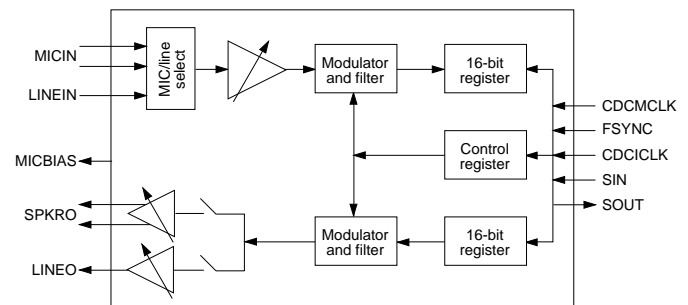 MICIN
LINEIN
MICBIAS
SPKRO
LINEO
MIC/line
select
Modulator
and filter
16-bit
register
Control
register
Modulator
and filter
16-bit
register
CDCMCLK
FSYNC
CDCICLK
SIN
SOUT